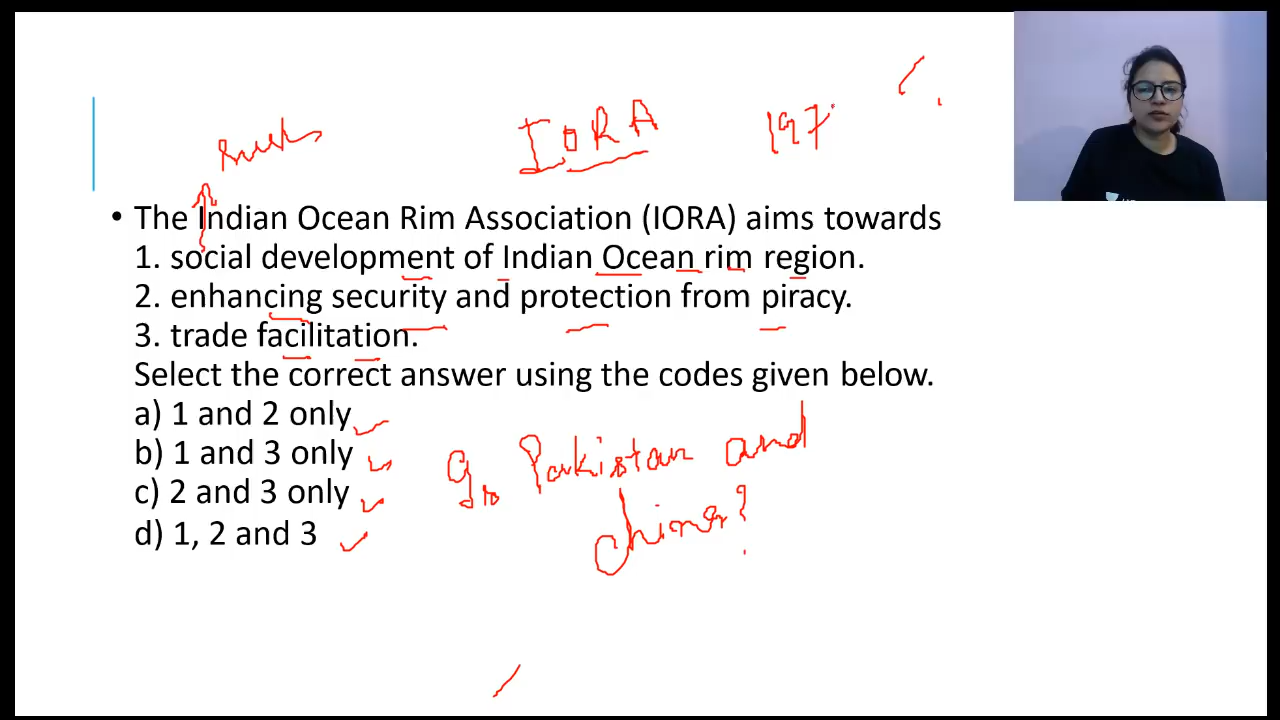 IORA 197
• The Indian Ocean Rim Association (IORA) aims towards
1. social development of Indian Ocean rim region.
2. enhancing security and protection from piracy.
3. trade facilitation.
Select the correct answer using the codes given below.
a) 1 and 2 only
b) 1 and 3 only
c) 2 and 3 only
d) 1, 2 and 3
Pakistan and
China?